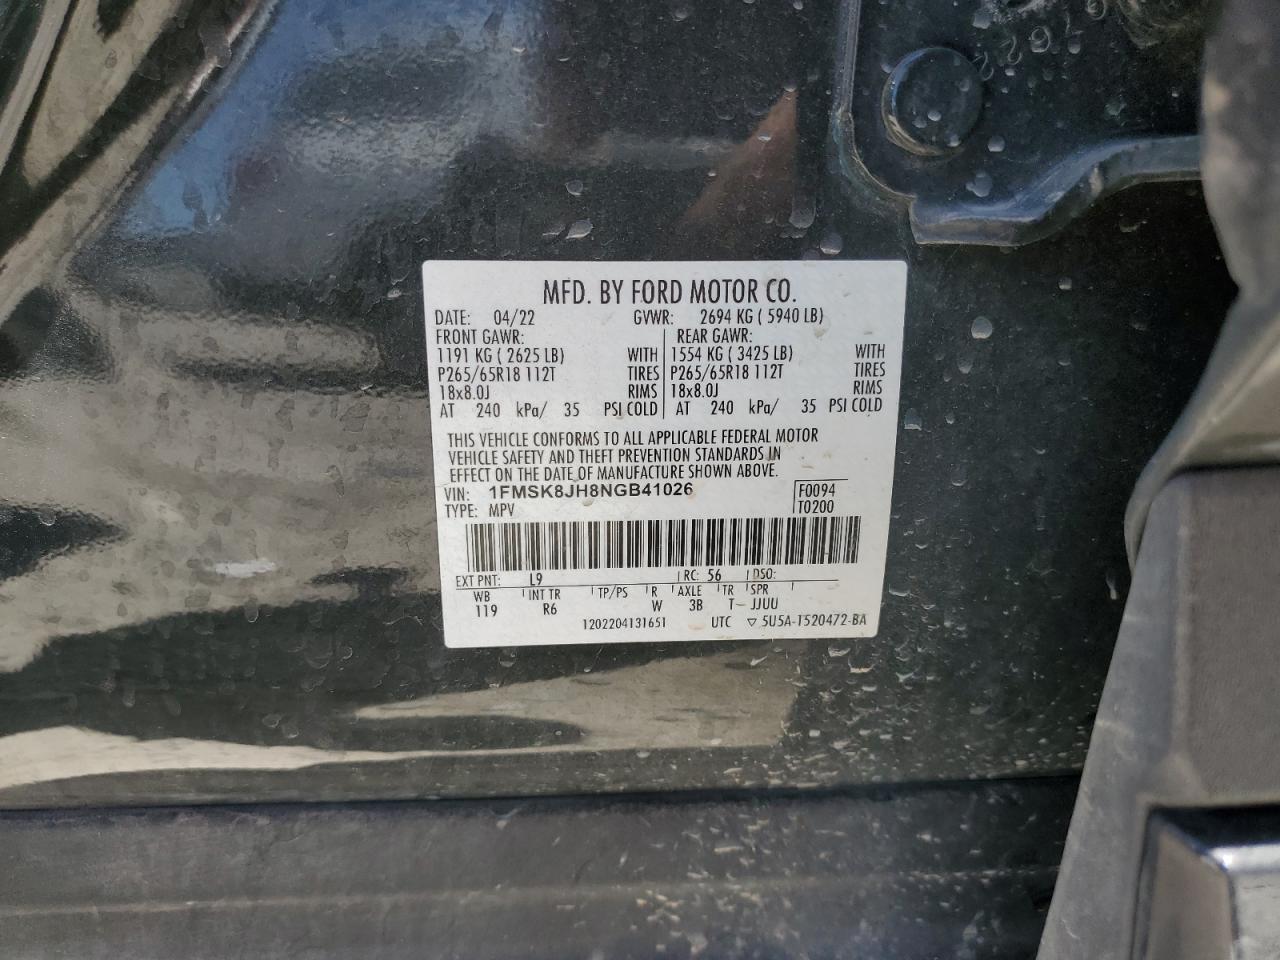 MFD. BY FORD MOTOR CO.
DATE: 04/22 GVWR: 2694 KG ( 5940 LB)
FRONT GAWR: REAR GAWR:
1191 KG ( 2625 LB) WITH 1554 KG ( 3425 LB) WITH
P265/65R18 112T TIRES P265/65R18 112T TIRES
18x8.0J RIMS 18x8.0J RIMS
AT 240 kPa/ 35 PSI COLD AT 240 kPa/ 35 PSI COLD
THIS VEHICLE CONFORMS TO ALL APPLICABLE FEDERAL MOTOR
VEHICLE SAFETY AND THEFT PREVENTION STANDARDS IN
EFFECT ON THE DATE OF MANUFACTURE SHOWN ABOVE.
VIN: 1FMSK8JH8NGB41026 F0094
TYPE: MPV T0200
EXT PNT: L9 RC: 56 DSO:
WB INT TR TP/PS R AXLE TR SPR
119 R6 W 3B T JJUU
1202204131651 UTC ▽ 5U5A-1520472-BA